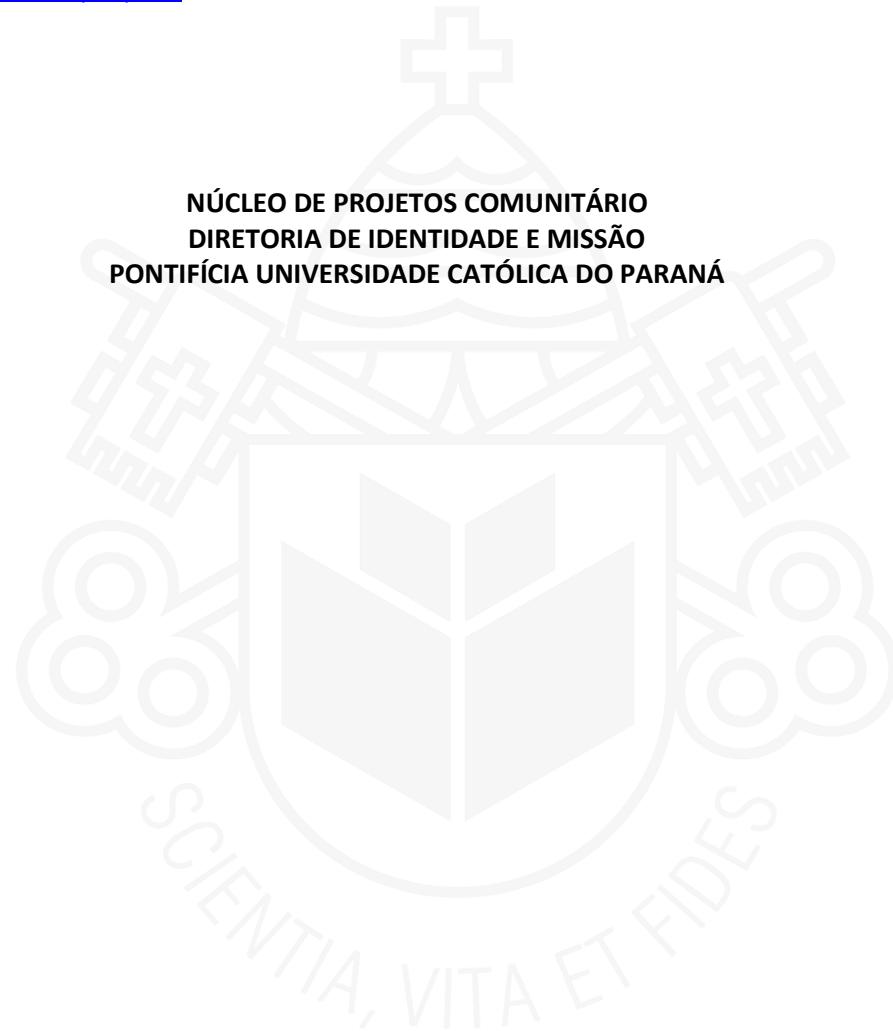 NÚCLEO DE PROJETOS COMUNITÁRIO
DIRETORIA DE IDENTIDADE E MISSÃO
PONTIFÍCIA UNIVERSIDADE CATÓLICA DO PARANÁ
SCIENTIA, VITA ET FIDES